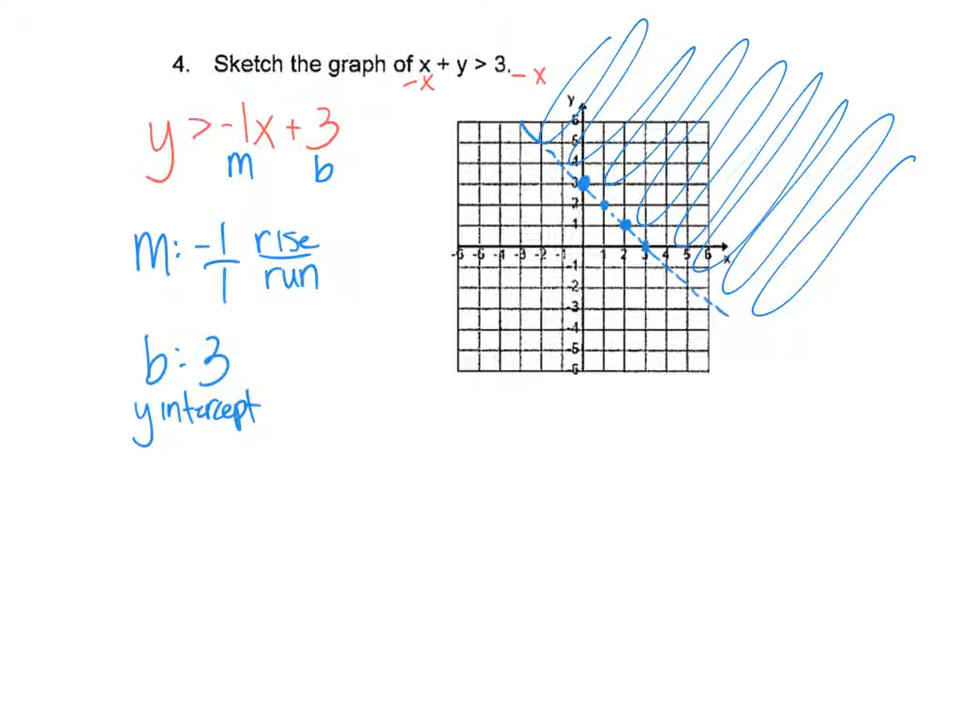 4. Sketch the graph of x + y > 3.
-x -x
y > -1x + 3
m b
m: -1/1 rise/run
b: 3
y intercept
y
6
5
4
3
2
1
-6 -5 -4 -3 -2 -1 1 2 3 4 5 6 x
-1
-2
-3
-4
-5
-6